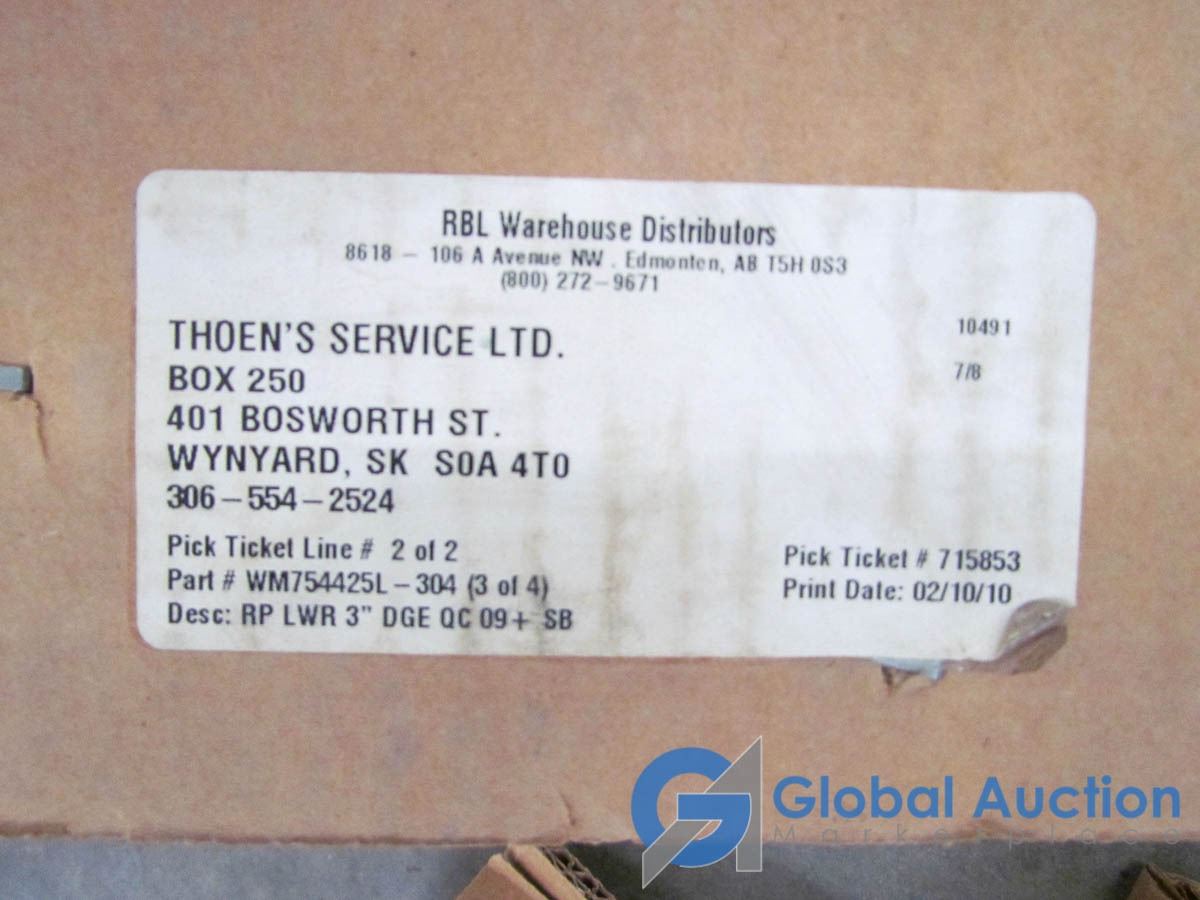 RBL Warehouse Distributors
8618 – 106 A Avenue NW . Edmonton, AB T5H 0S3
(800) 272–9671
10491
THOEN'S SERVICE LTD.
7/8
BOX 250
401 BOSWORTH ST.
WYNYARD, SK S0A 4T0
306–554–2524
Pick Ticket Line # 2 of 2
Pick Ticket # 715853
Part # WM754425L–304 (3 of 4)
Print Date: 02/10/10
Desc: RP LWR 3" DGE QC 09+ SB
Global Auction
Marketplace